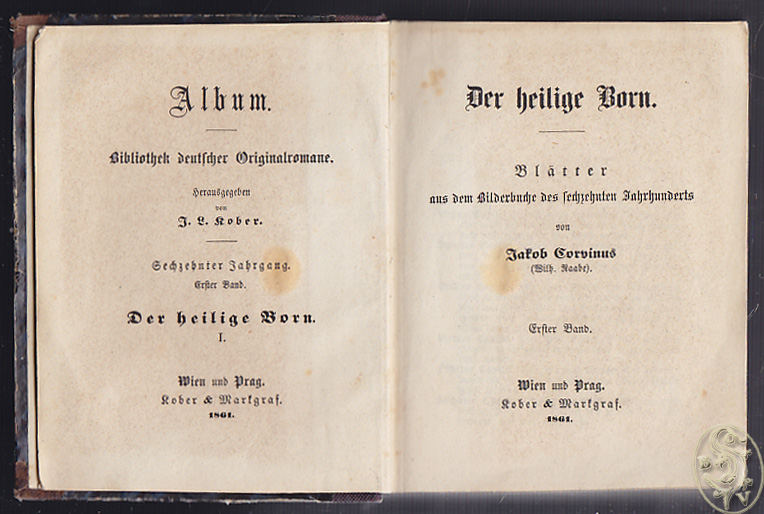 Album.
Bibliothek deutscher Originalromane.
Herausgegeben
von
J. L. Kober.
Sechzehnter Jahrgang.
Erster Band.
Der heilige Born.
I.
Wien und Prag.
Kober & Markgraf.
1861.
Der heilige Born.
Blätter
aus dem Bilderbuche des sechzehnten Jahrhunderts
von
Jakob Corvinus
(Wilh. Raabe).
Erster Band.
Wien und Prag.
Kober & Markgraf.
1861.